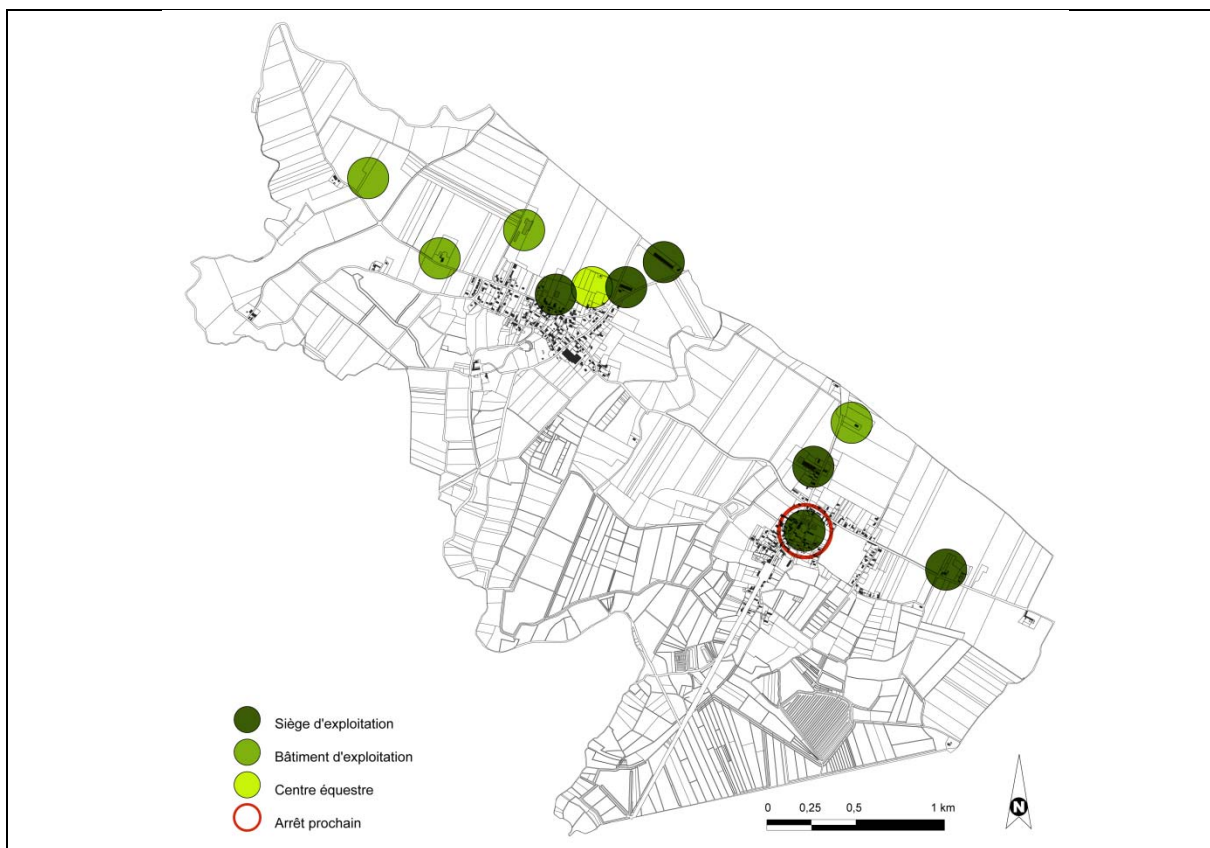 Siège d'exploitation
Bâtiment d'exploitation
Centre équestre
Arrêt prochain
0 0,25 0,5 1 km
N